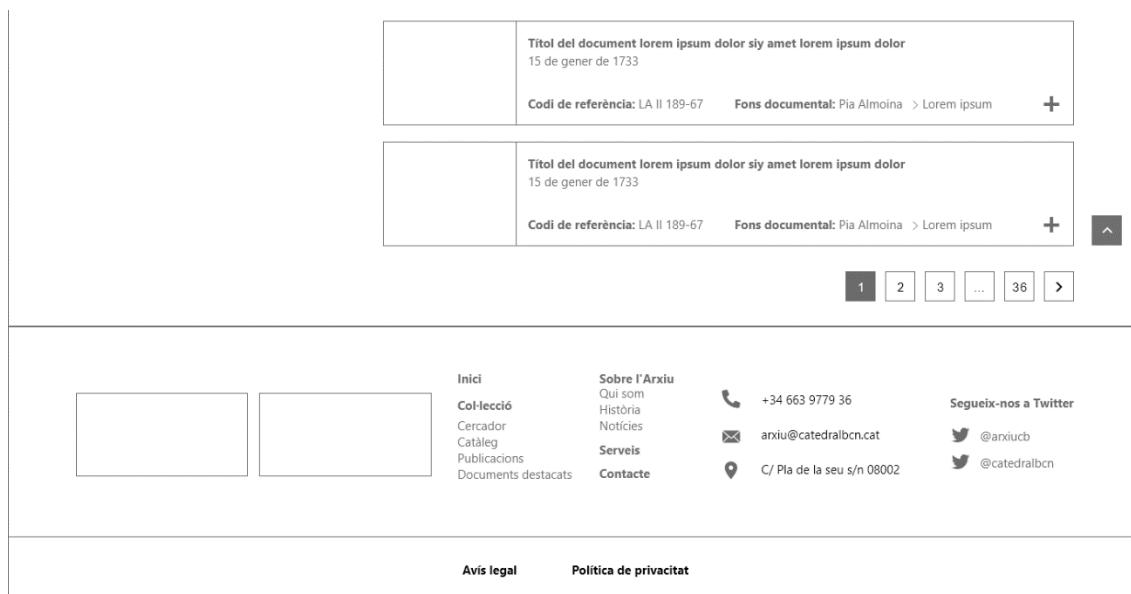 Títol del document lorem ipsum dolor siy amet lorem ipsum dolor
15 de gener de 1733
Codi de referència: LA II 189-67 Fons documental: Pia Almoina > Lorem ipsum +
Títol del document lorem ipsum dolor siy amet lorem ipsum dolor
15 de gener de 1733
Codi de referència: LA II 189-67 Fons documental: Pia Almoina > Lorem ipsum +
1 2 3 ... 36 >
Inici
Col·lecció
Cercador
Catàleg
Publicacions
Documents destacats
Sobre l'Arxiu
Qui som
Història
Notícies
Serveis
Contacte
+34 663 9779 36
arxiu@catedralbcn.cat
C/ Pla de la seu s/n 08002
Segueix-nos a Twitter
@arxiucb
@catedralbcn
Avís legal Política de privacitat